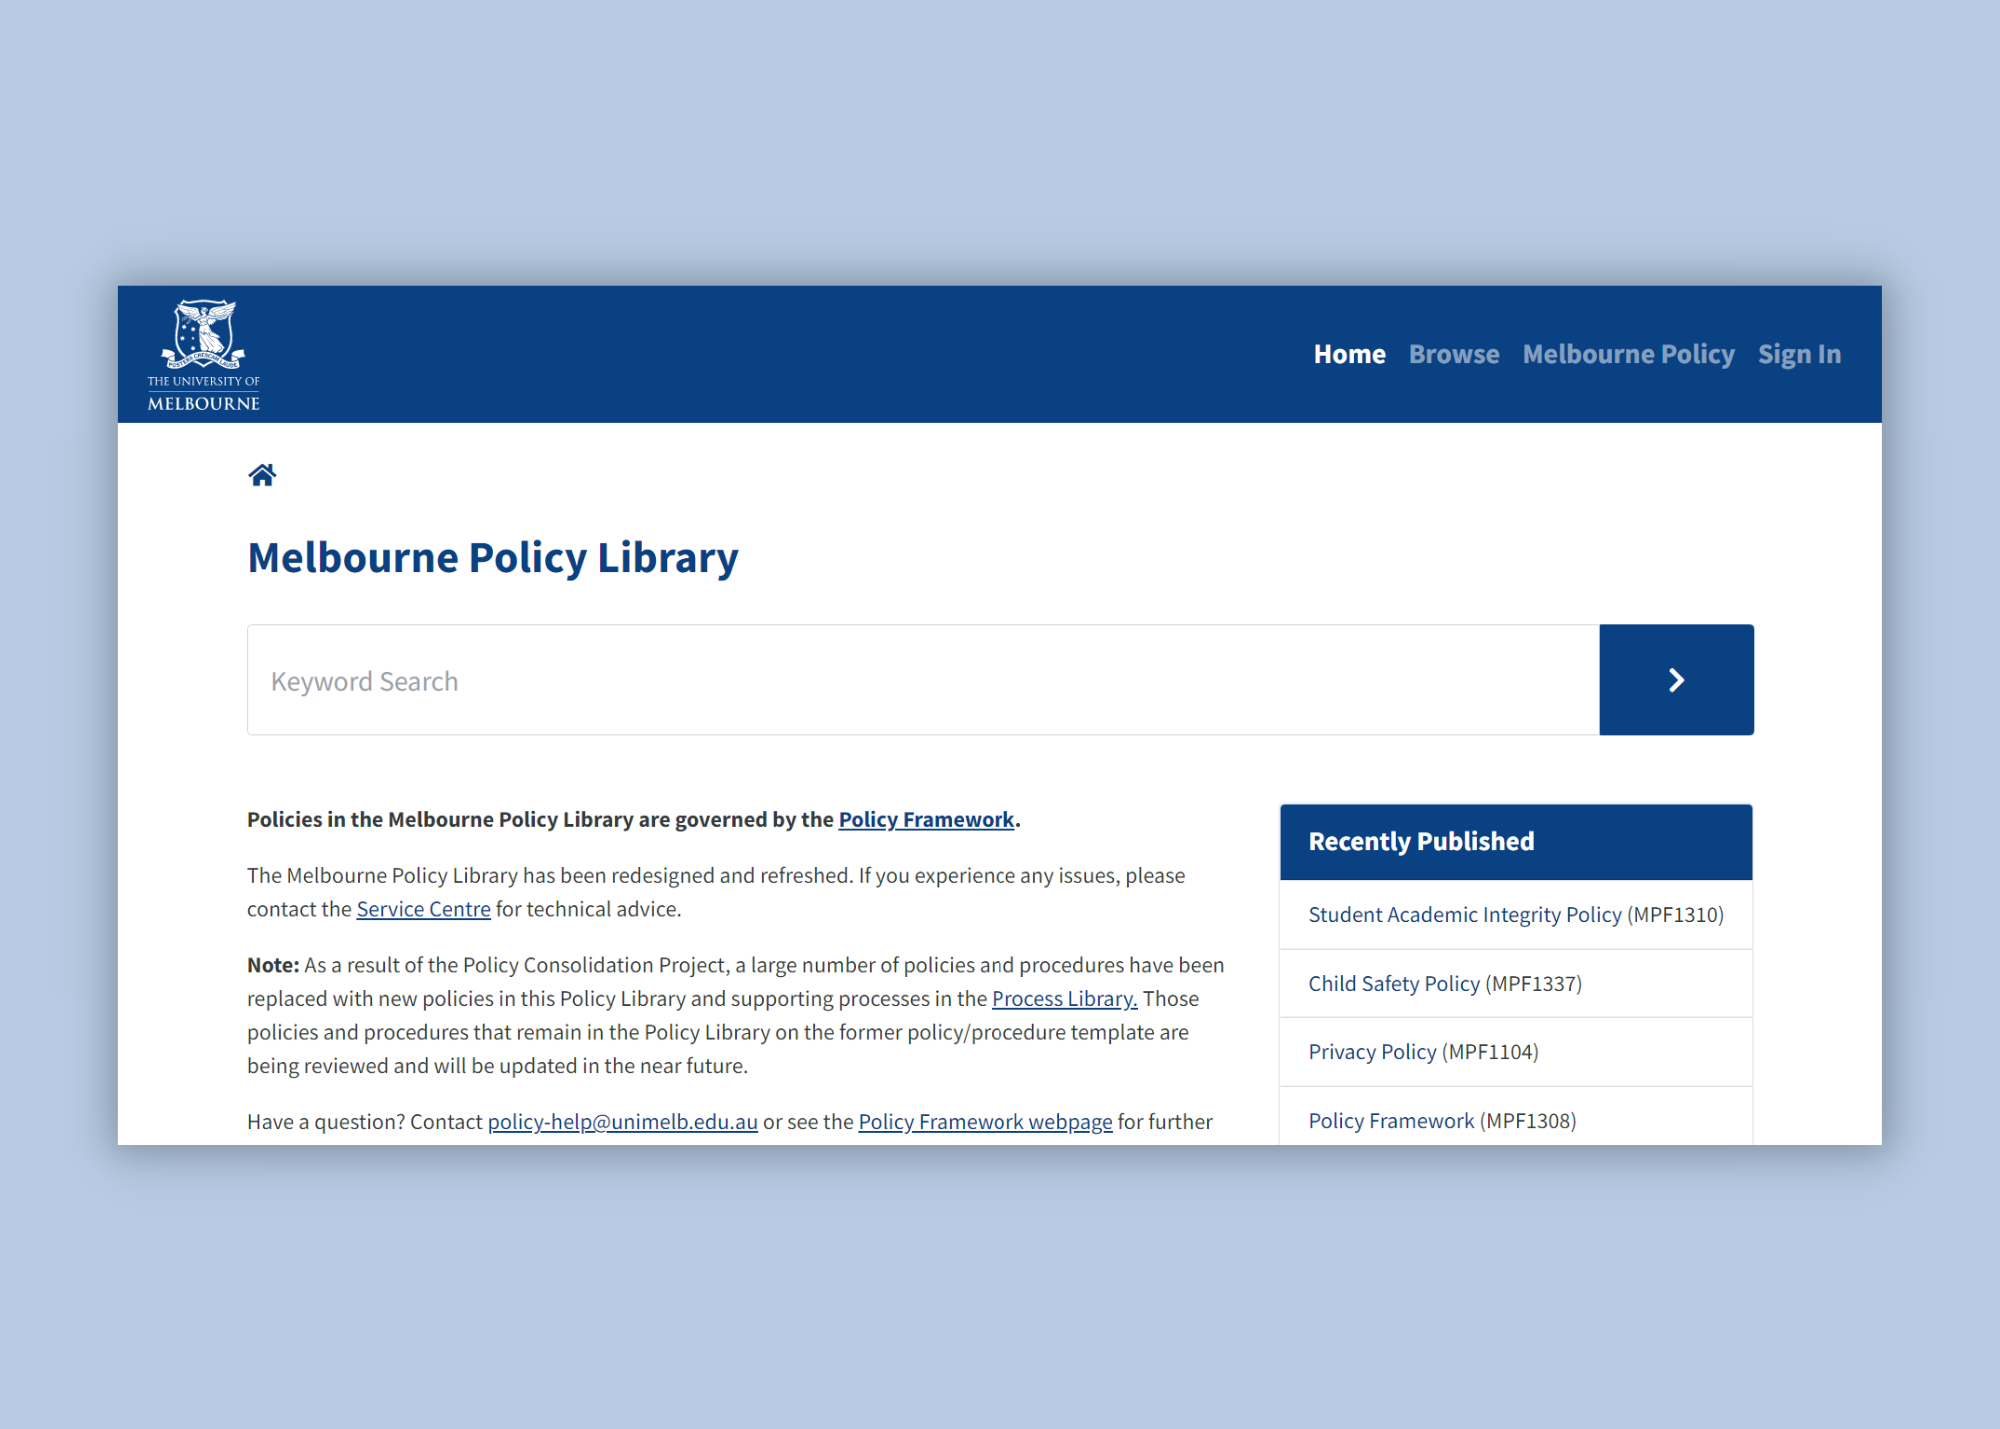 POSTERA CRESCAM LAUDE
THE UNIVERSITY OF
MELBOURNE
Home Browse Melbourne Policy Sign In
Melbourne Policy Library
Keyword Search
Policies in the Melbourne Policy Library are governed by the Policy Framework.
The Melbourne Policy Library has been redesigned and refreshed. If you experience any issues, please
contact the Service Centre for technical advice.
Note: As a result of the Policy Consolidation Project, a large number of policies and procedures have been
replaced with new policies in this Policy Library and supporting processes in the Process Library. Those
policies and procedures that remain in the Policy Library on the former policy/procedure template are
being reviewed and will be updated in the near future.
Have a question? Contact policy-help@unimelb.edu.au or see the Policy Framework webpage for further
Recently Published
Student Academic Integrity Policy (MPF1310)
Child Safety Policy (MPF1337)
Privacy Policy (MPF1104)
Policy Framework (MPF1308)